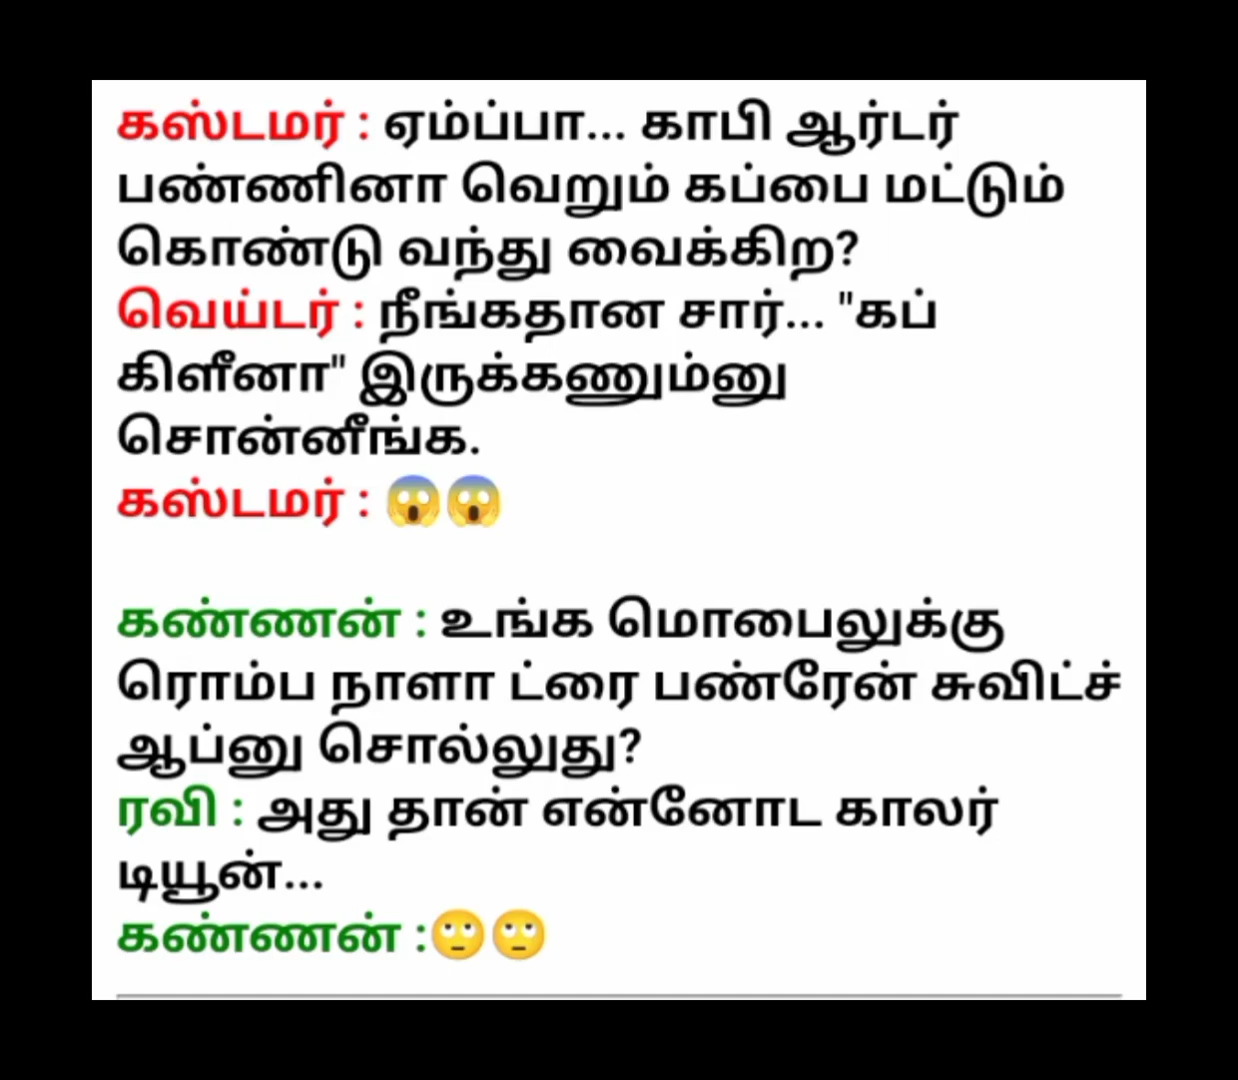 கஸ்டமர் : ஏம்ப்பா... காபி ஆர்டர்
பண்ணினா வெறும் கப்பை மட்டும்
கொண்டு வந்து வைக்கிற?
வெய்டர் : நீங்கதான சார்... "கப்
கிளீனா" இருக்கணும்னு
சொன்னீங்க.
கஸ்டமர் : 😱😱
கண்ணன் : உங்க மொபைலுக்கு
ரொம்ப நாளா ட்ரை பண்ரேன் சுவிட்ச்
ஆப்னு சொல்லுது?
ரவி : அது தான் என்னோட காலர்
டியூன்...
கண்ணன் :🙄🙄